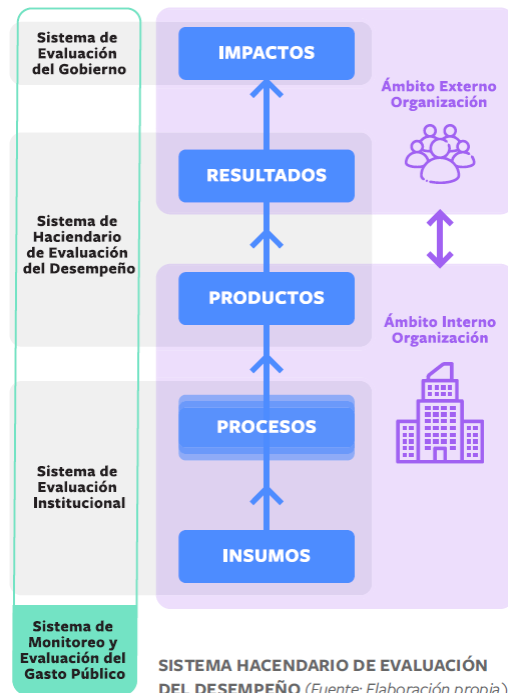 Sistema de
Evaluación
del Gobierno
IMPACTOS
Ámbito Externo
Organización
RESULTADOS
Sistema de
Haciendario
de Evaluación
del Desempeño
PRODUCTOS
Ámbito Interno
Organización
PROCESOS
Sistema de
Evaluación
Institucional
INSUMOS
Sistema de
Monitoreo y
Evaluación del
Gasto Público
SISTEMA HACENDARIO DE EVALUACIÓN
DEL DESEMPEÑO (Fuente: Elaboración propia)